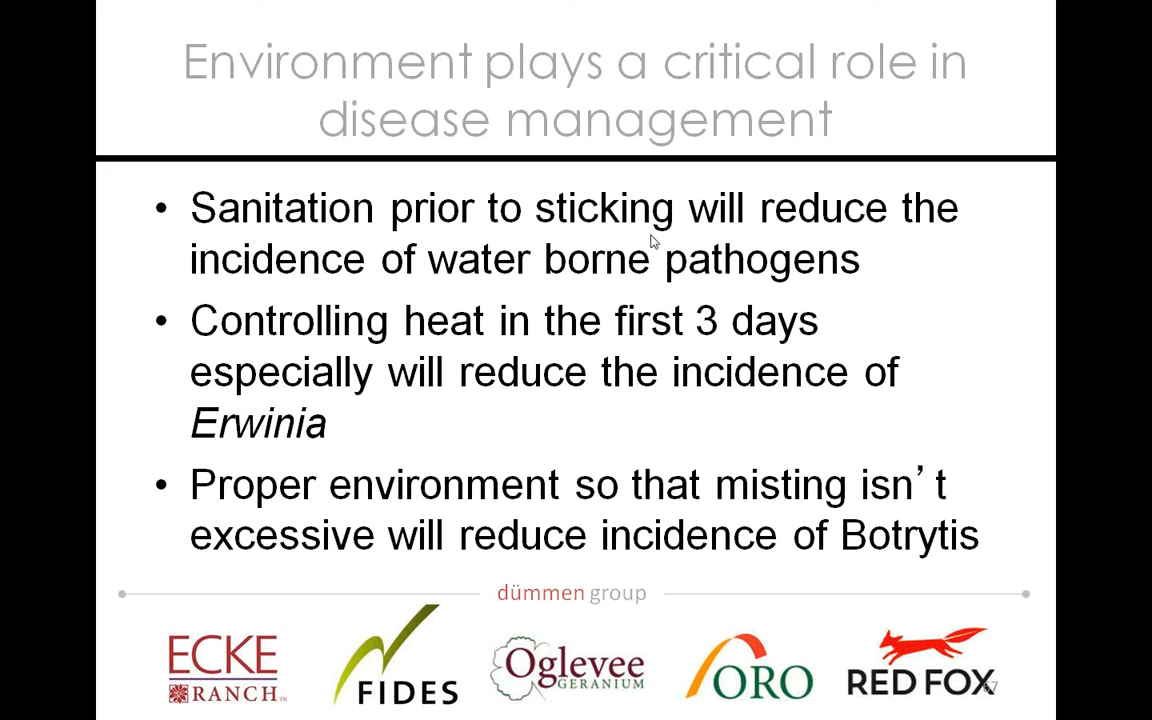 Environment plays a critical role in
disease management
• Sanitation prior to sticking will reduce the
incidence of water borne pathogens
• Controlling heat in the first 3 days
especially will reduce the incidence of
Erwinia
• Proper environment so that misting isn’t
excessive will reduce incidence of Botrytis
dümmen group
ECKE
RANCH™
FIDES
Oglevee
GERANIUM
ORO
RED FOX